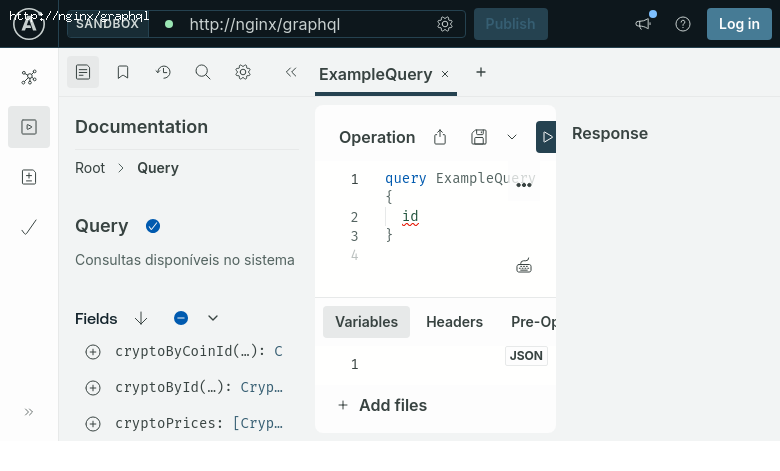 http://nginx/graphql
SANDBOX
http://nginx/graphql
Publish
Log in
ExampleQuery
Documentation
Root > Query
Query
Consultas disponíveis no sistema
Fields
cryptoByCoinId(…): C
cryptoById(…): Cryp…
cryptoPrices: [Cryp…
Operation
1 query ExampleQuery
{
2 id
3 }
4
Variables Headers Pre-Op
1
JSON
+ Add files
Response